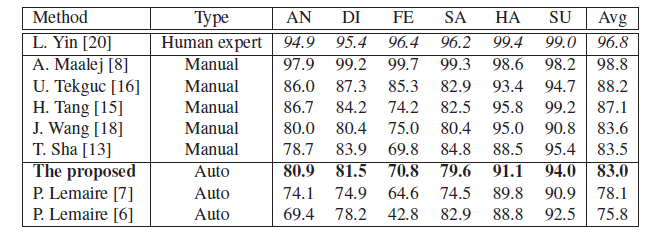 Method Type AN DI FE SA HA SU Avg
L. Yin [20] Human expert 94.9 95.4 96.4 96.2 99.4 99.0 96.8
A. Maalej [8] Manual 97.9 99.2 99.7 99.3 98.6 98.2 98.8
U. Tekguc [16] Manual 86.0 87.3 85.3 82.9 93.4 94.7 88.2
H. Tang [15] Manual 86.7 84.2 74.2 82.5 95.8 99.2 87.1
J. Wang [18] Manual 80.0 80.4 75.0 80.4 95.0 90.8 83.6
T. Sha [13] Manual 78.7 83.9 69.8 84.8 88.5 95.4 83.5
The proposed Auto 80.9 81.5 70.8 79.6 91.1 94.0 83.0
P. Lemaire [7] Auto 74.1 74.9 64.6 74.5 89.8 90.9 78.1
P. Lemaire [6] Auto 69.4 78.2 42.8 82.9 88.8 92.5 75.8